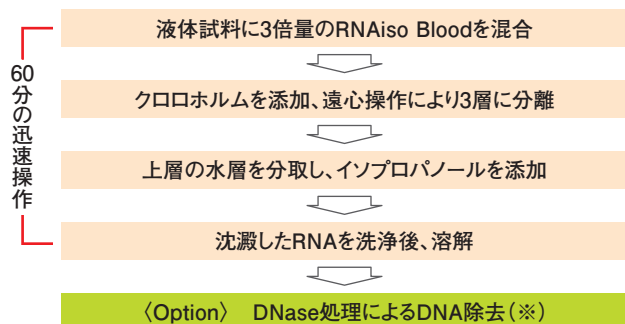 液体試料に3倍量のRNAiso Bloodを混合
クロロホルムを添加、遠心操作により3層に分離
上層の水層を分取し、イソプロパノールを添加
沈澱したRNAを洗浄後、溶解
〈Option〉 DNase処理によるDNA除去(※)
60分の迅速操作